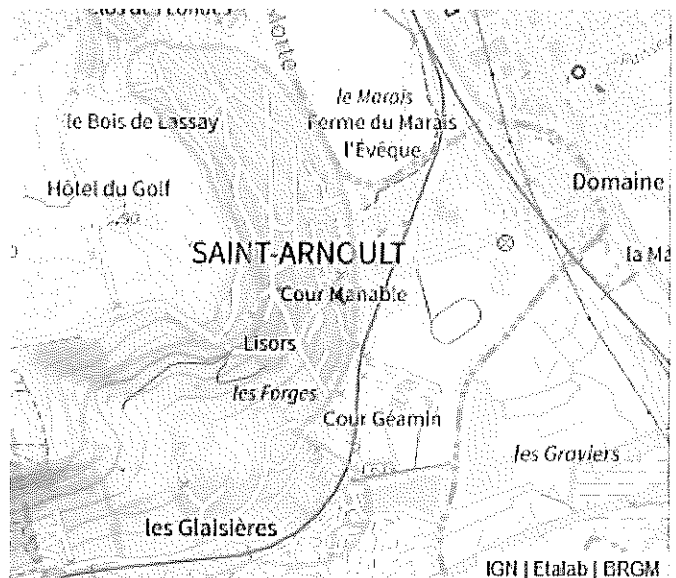 Morte
le Marais
le Bois de Lassay
Ferme du Marais
l'Évêque
Hôtel du Golf
Domaine
SAINT-ARNOULT
Cour Manable
Lisors
les Forges
Cour Géamin
les Graviers
les Glaisières
IGN | Etalab | BRGM